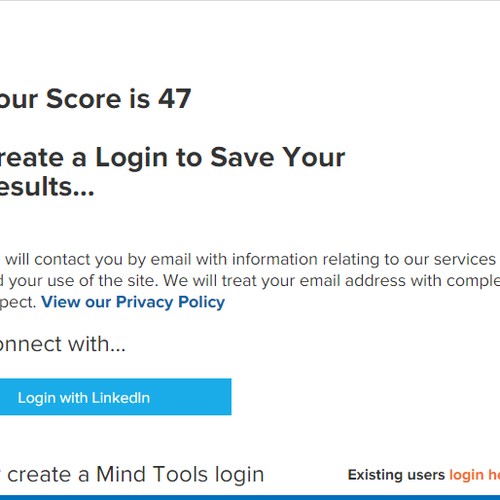 our Score is 47
reate a Login to Save Your
esults...
will contact you by email with information relating to our services
d your use of the site. We will treat your email address with comple
pect. View our Privacy Policy
onnect with...
Login with LinkedIn
r create a Mind Tools login
Existing users login he